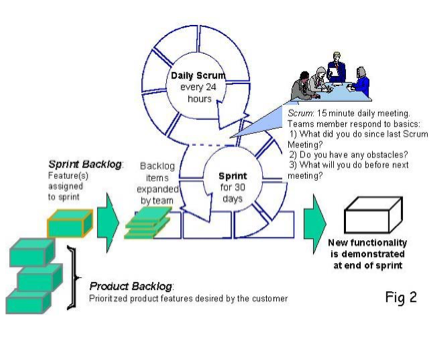 Daily Scrum
every 24
hours
Scrum: 15 minute daily meeting.
Teams member respond to basics:
1) What did you do since last Scrum
Meeting?
2) Do you have any obstacles?
3) What will you do before next
meeting?
Sprint Backlog:
Feature(s)
assigned
to sprint
Backlog
items
expanded
by team
Sprint
for 30
days
New functionality
is demonstrated
at end of sprint
Product Backlog:
Prioritized product features desired by the customer
Fig 2